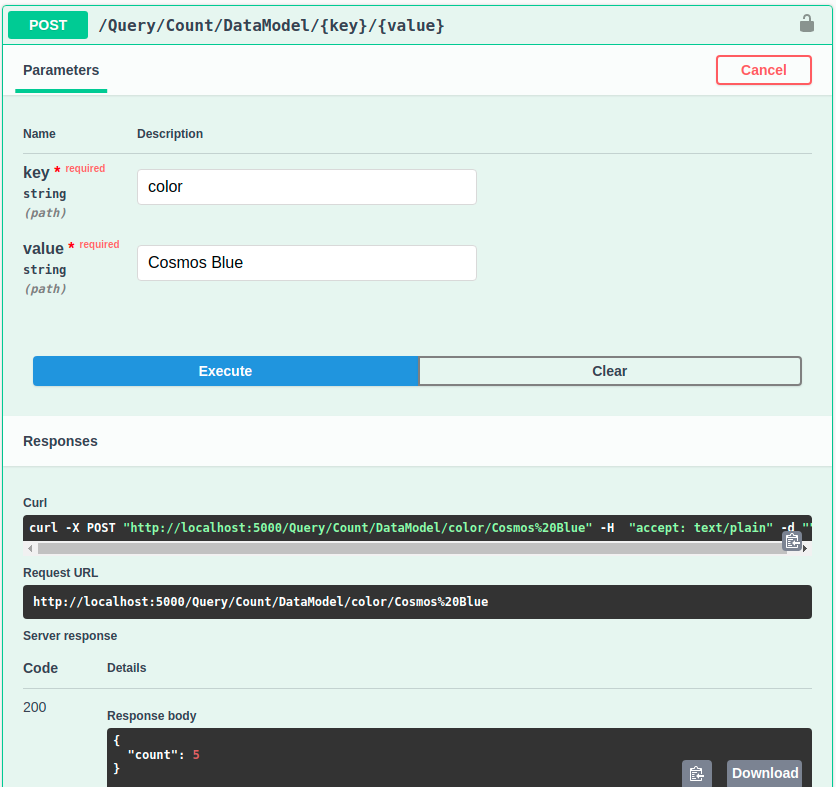 POST /Query/Count/DataModel/{key}/{value}
Parameters Cancel
Name Description
key * required
string
(path)
color
value * required
string
(path)
Cosmos Blue
Execute Clear
Responses
Curl
curl -X POST "http://localhost:5000/Query/Count/DataModel/color/Cosmos%20Blue" -H  "accept: text/plain" -d ""
Request URL
http://localhost:5000/Query/Count/DataModel/color/Cosmos%20Blue
Server response
Code Details
200
Response body
{
  "count": 5
}
Download